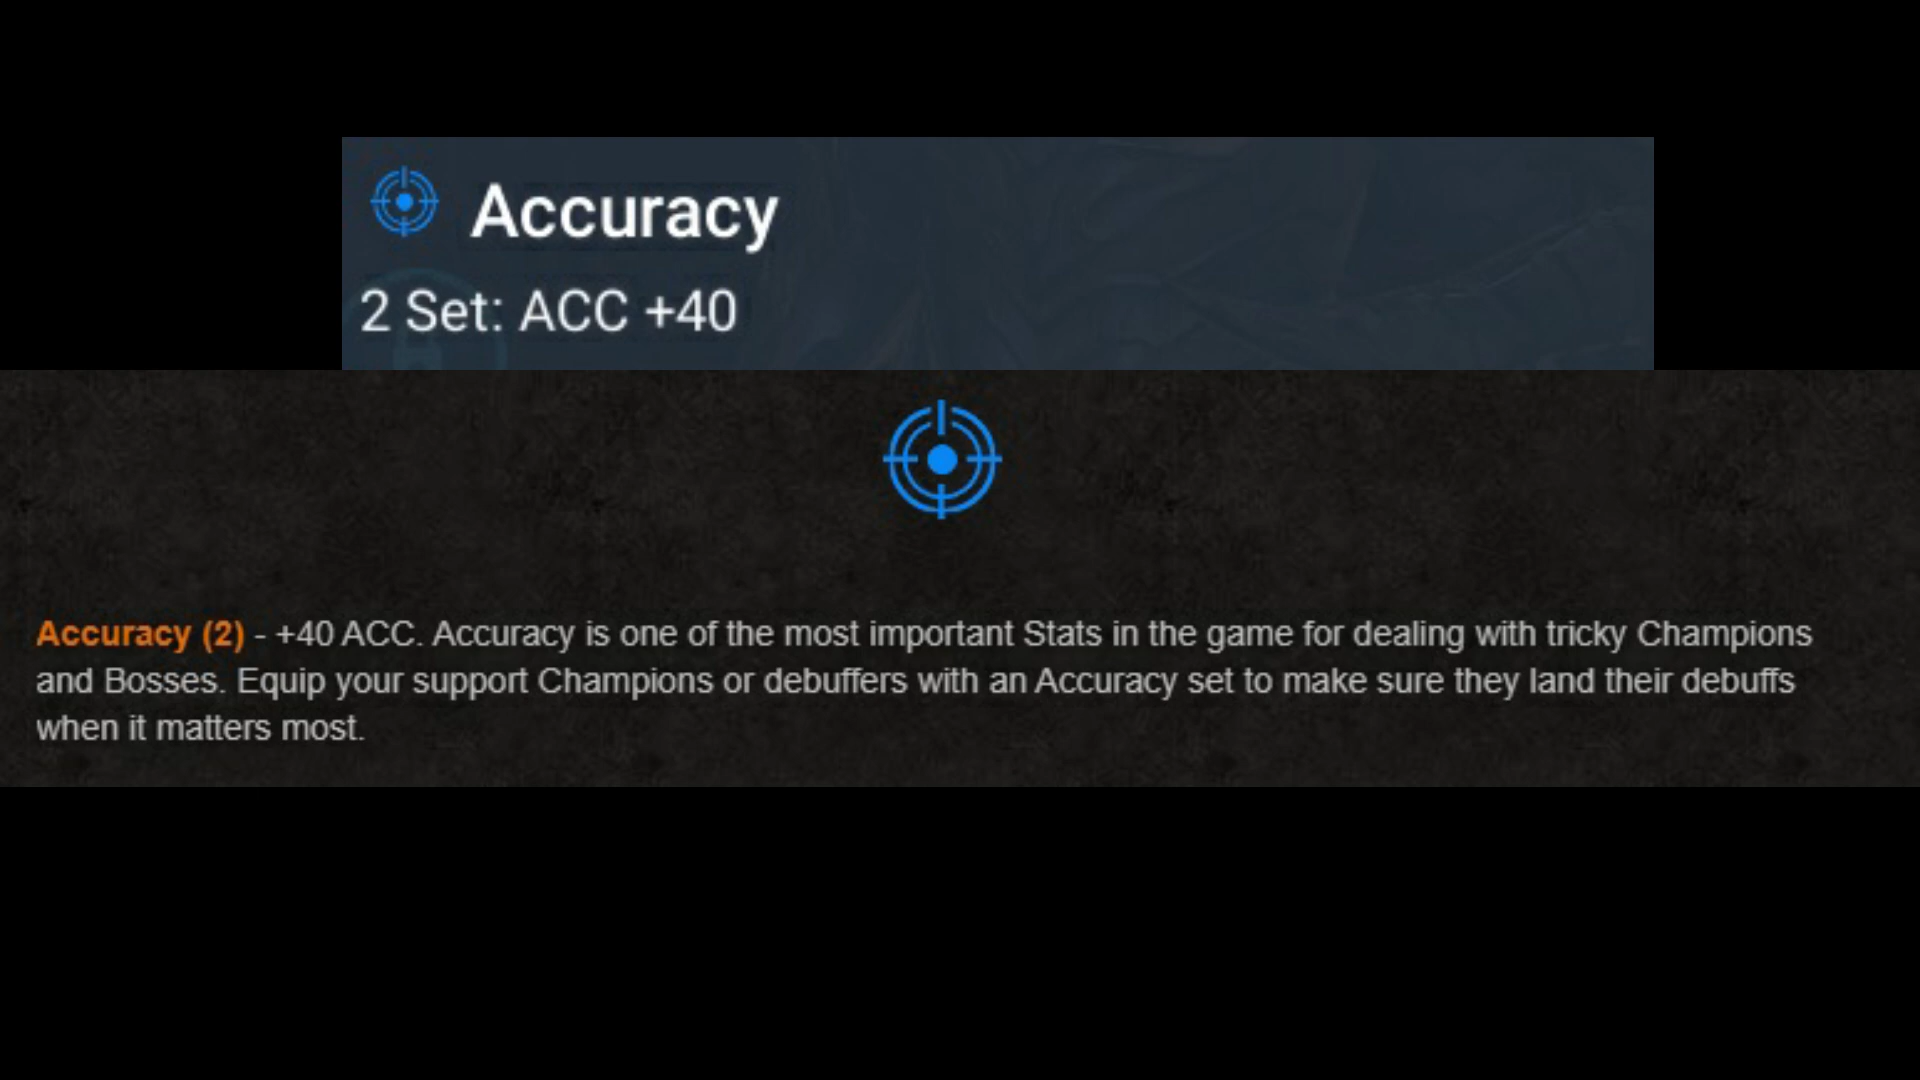 Accuracy
2 Set: ACC +40
Accuracy (2) - +40 ACC. Accuracy is one of the most important Stats in the game for dealing with tricky Champions
and Bosses. Equip your support Champions or debuffers with an Accuracy set to make sure they land their debuffs
when it matters most.